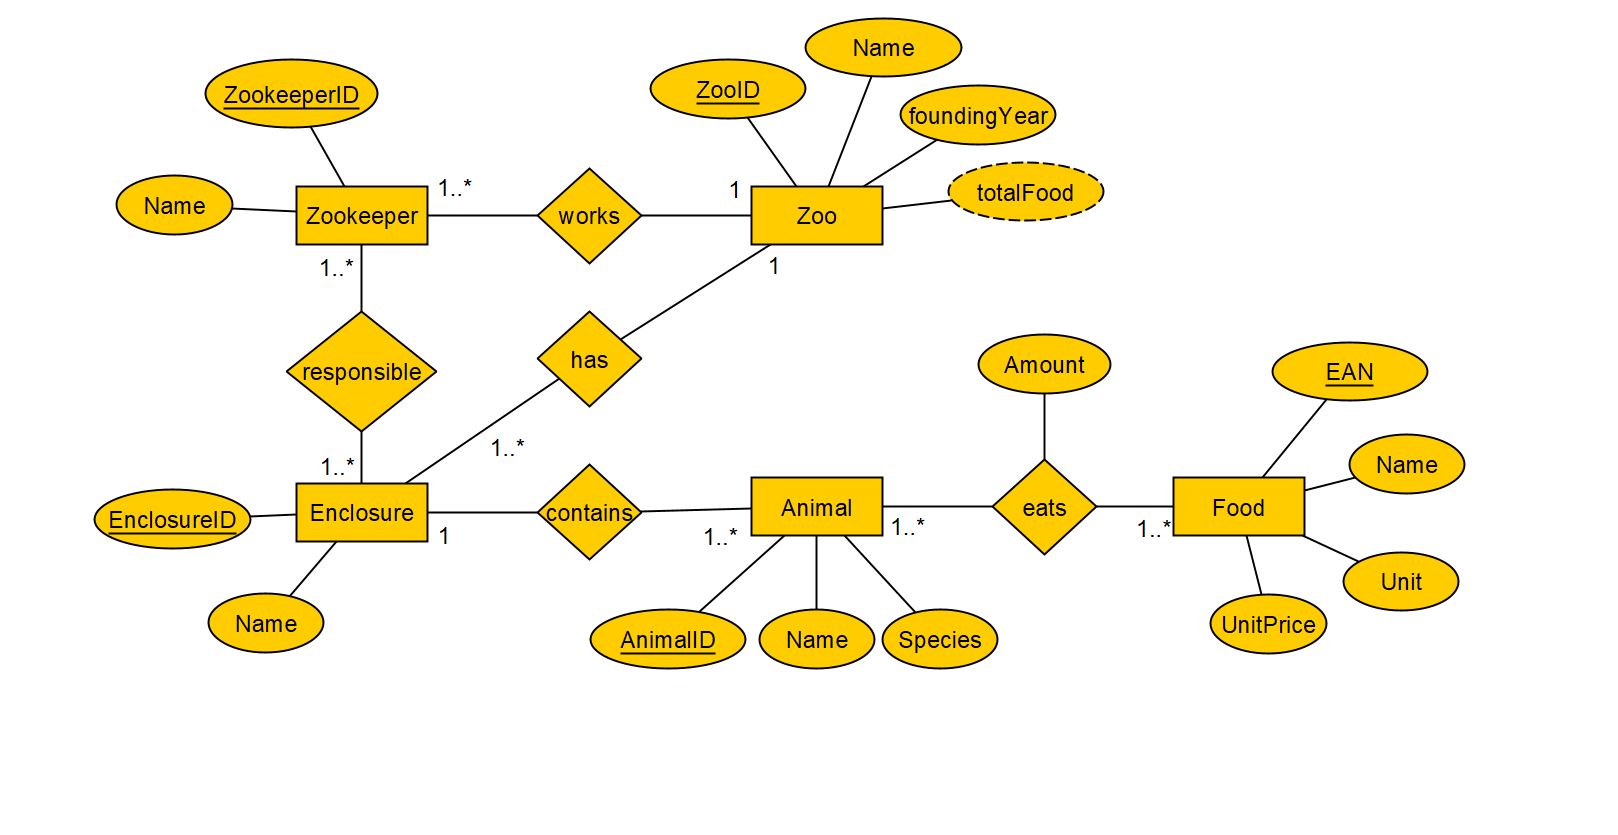 Name
ZooID
ZookeeperID
foundingYear
totalFood
Name
Zookeeper
1..*
works
1
Zoo
1..*
1
responsible
has
Amount
EAN
1..*
1..*
Name
EnclosureID
Enclosure
1
contains
1..*
Animal
1..*
eats
1..*
Food
Unit
Name
AnimalID
Name
Species
UnitPrice